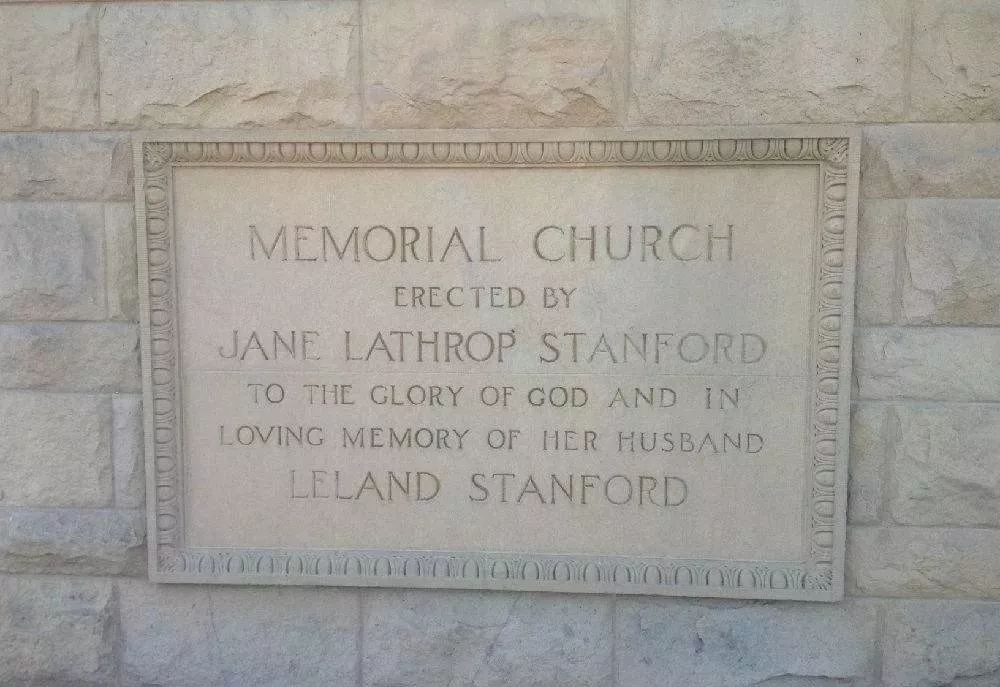 MEMORIAL CHURCH
ERECTED BY
JANE LATHROP STANFORD
TO THE GLORY OF GOD AND IN
LOVING MEMORY OF HER HUSBAND
LELAND STANFORD